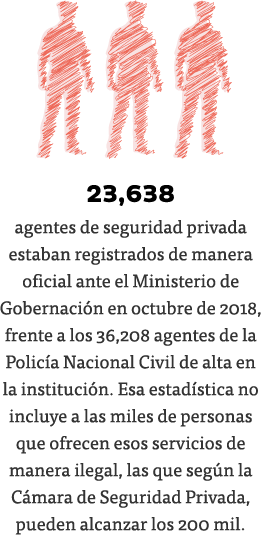 23,638
agentes de seguridad privada
estaban registrados de manera
oficial ante el Ministerio de
Gobernación en octubre de 2018,
frente a los 36,208 agentes de la
Policía Nacional Civil de alta en
la institución. Esa estadística no
incluye a las miles de personas
que ofrecen esos servicios de
manera ilegal, las que según la
Cámara de Seguridad Privada,
pueden alcanzar los 200 mil.